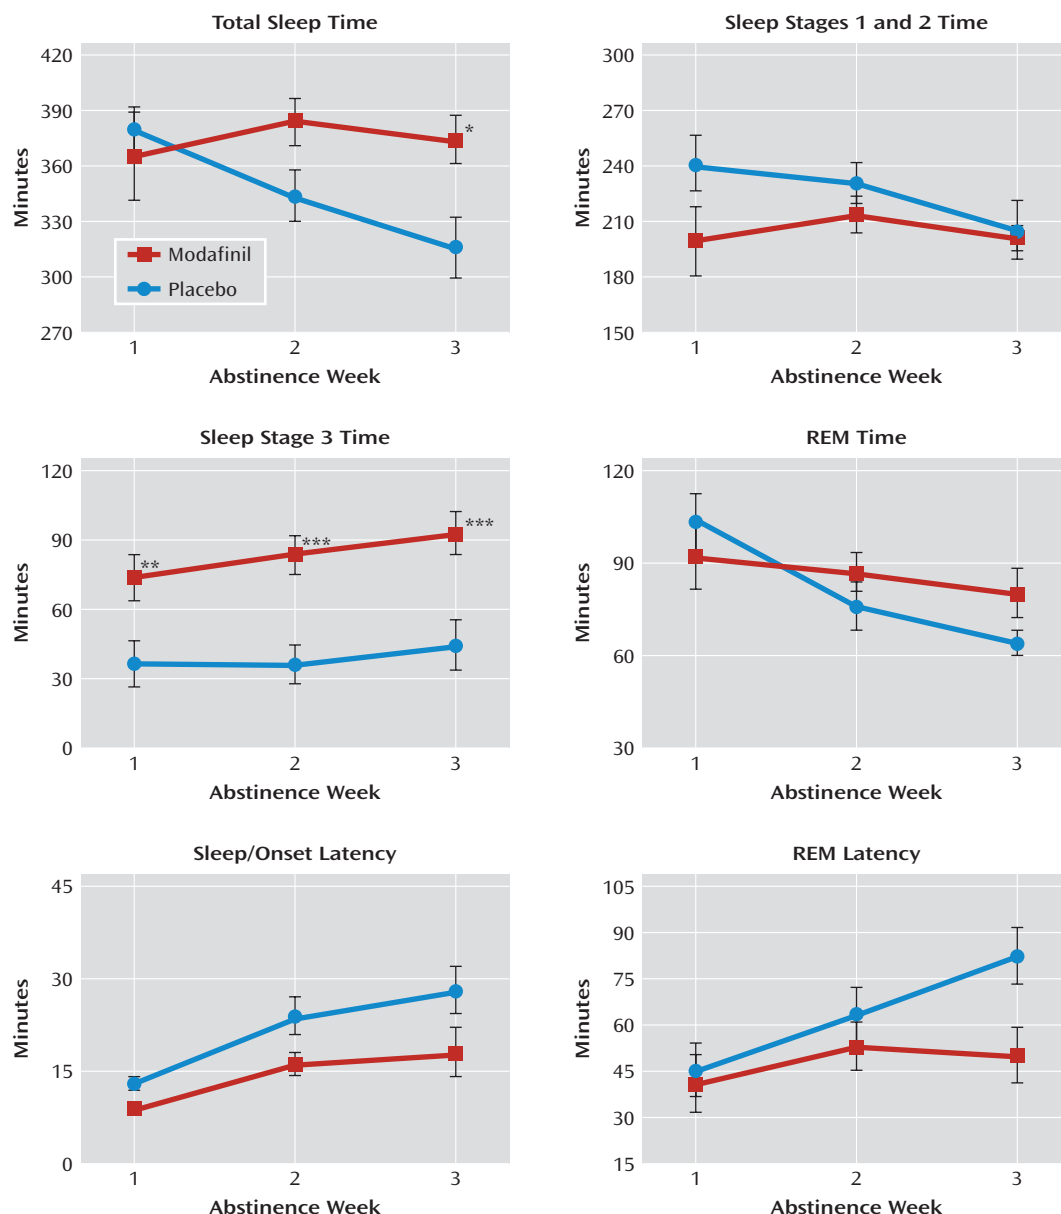 Total Sleep Time
420
390
360
330
300
270
Minutes
*
Modafinil
Placebo
1 2 3
Abstinence Week
Sleep Stages 1 and 2 Time
300
270
240
210
180
150
Minutes
1 2 3
Abstinence Week
Sleep Stage 3 Time
120
90
60
30
0
Minutes
**
***
***
1 2 3
Abstinence Week
REM Time
120
90
60
30
Minutes
1 2 3
Abstinence Week
Sleep/Onset Latency
45
30
15
0
Minutes
1 2 3
Abstinence Week
REM Latency
105
90
75
60
45
30
15
Minutes
1 2 3
Abstinence Week